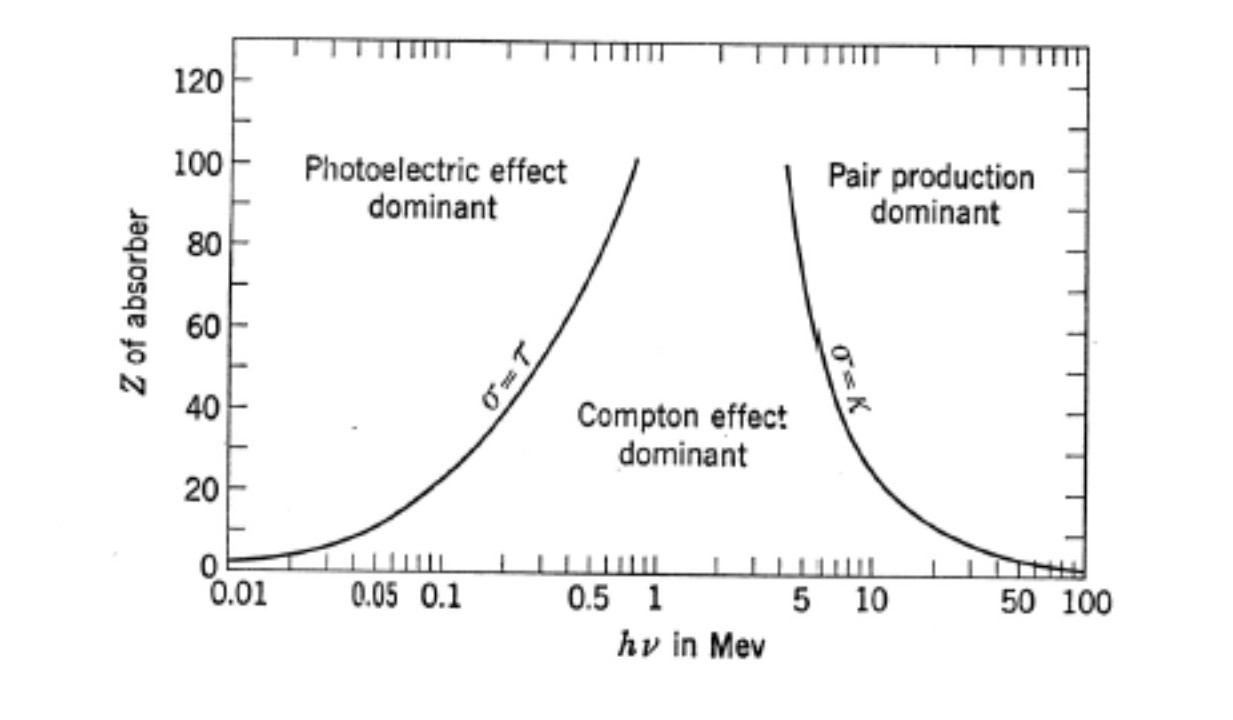 120
100
80
60
40
20
0
Z of absorber
Photoelectric effect
dominant
Pair production
dominant
σ=τ
σ=κ
Compton effect
dominant
0.01 0.05 0.1 0.5 1 5 10 50 100
hν in Mev